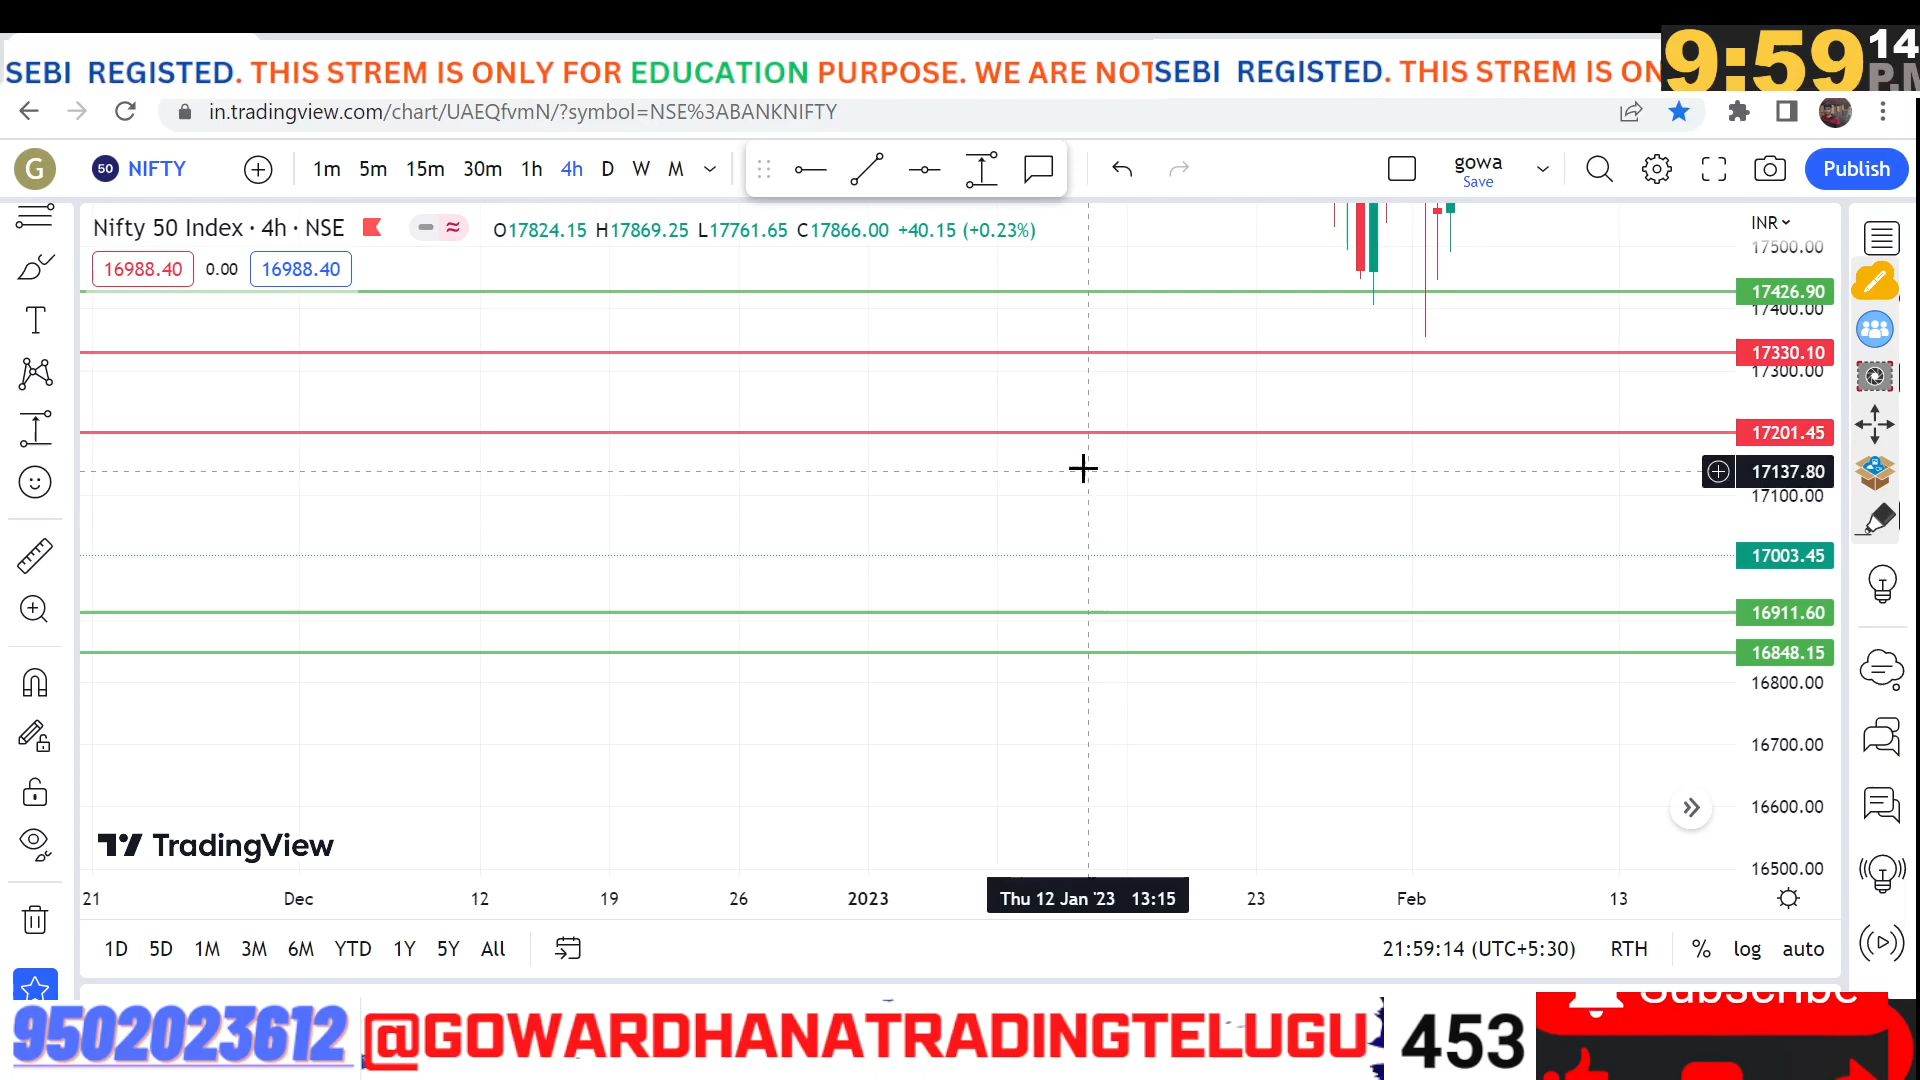 SEBI REGISTED. THIS STREM IS ONLY FOR EDUCATION PURPOSE. WE ARE NOT SEBI REGISTED. THIS STREM IS ON
9:59 14 P.M
in.tradingview.com/chart/UAEQfvmN/?symbol=NSE%3ABANKNIFTY
G 50 NIFTY 1m 5m 15m 30m 1h 4h D W M gowa Save Publish
Nifty 50 Index · 4h · NSE O17824.15 H17869.25 L17761.65 C17866.00 +40.15 (+0.23%) INR
17500.00
16988.40 0.00 16988.40
17426.90
17400.00
17330.10
17300.00
17201.45
17137.80
17100.00
17003.45
16911.60
16848.15
16800.00
16700.00
16600.00
TradingView
16500.00
21 Dec 12 19 26 2023 Thu 12 Jan '23 13:15 23 Feb 13
1D 5D 1M 3M 6M YTD 1Y 5Y All 21:59:14 (UTC+5:30) RTH % log auto
9502023612 @GOWARDHANATRADINGTELUGU 453 Subscribe